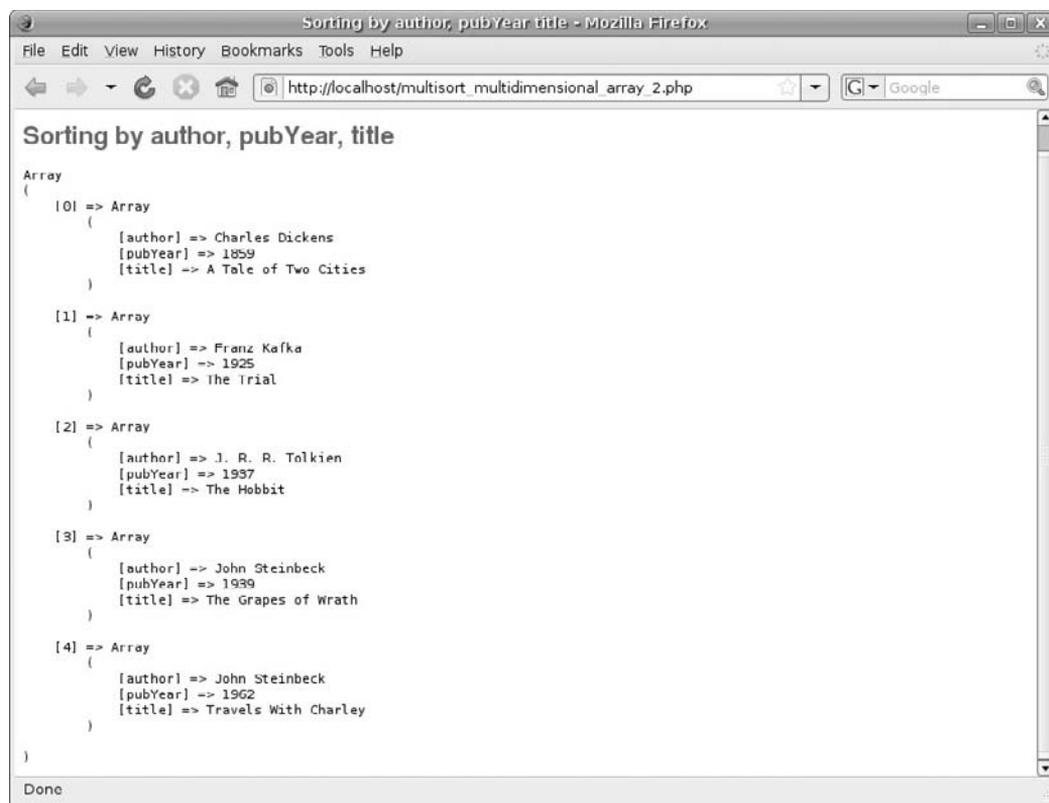 Sorting by author, pubYear title - Mozilla Firefox
File Edit View History Bookmarks Tools Help
http://localhost/multisort_multidimensional_array_2.php
G Google
Sorting by author, pubYear, title
Array
(
[0] => Array
(
[author] => Charles Dickens
[pubYear] => 1859
[title] => A Tale of Two Cities
)
[1] => Array
(
[author] => Franz Kafka
[pubYear] => 1925
[title] => The Trial
)
[2] => Array
(
[author] => J. R. R. Tolkien
[pubYear] => 1937
[title] => The Hobbit
)
[3] => Array
(
[author] => John Steinbeck
[pubYear] => 1939
[title] => The Grapes of Wrath
)
[4] => Array
(
[author] => John Steinbeck
[pubYear] => 1962
[title] => Travels With Charley
)
)
Done